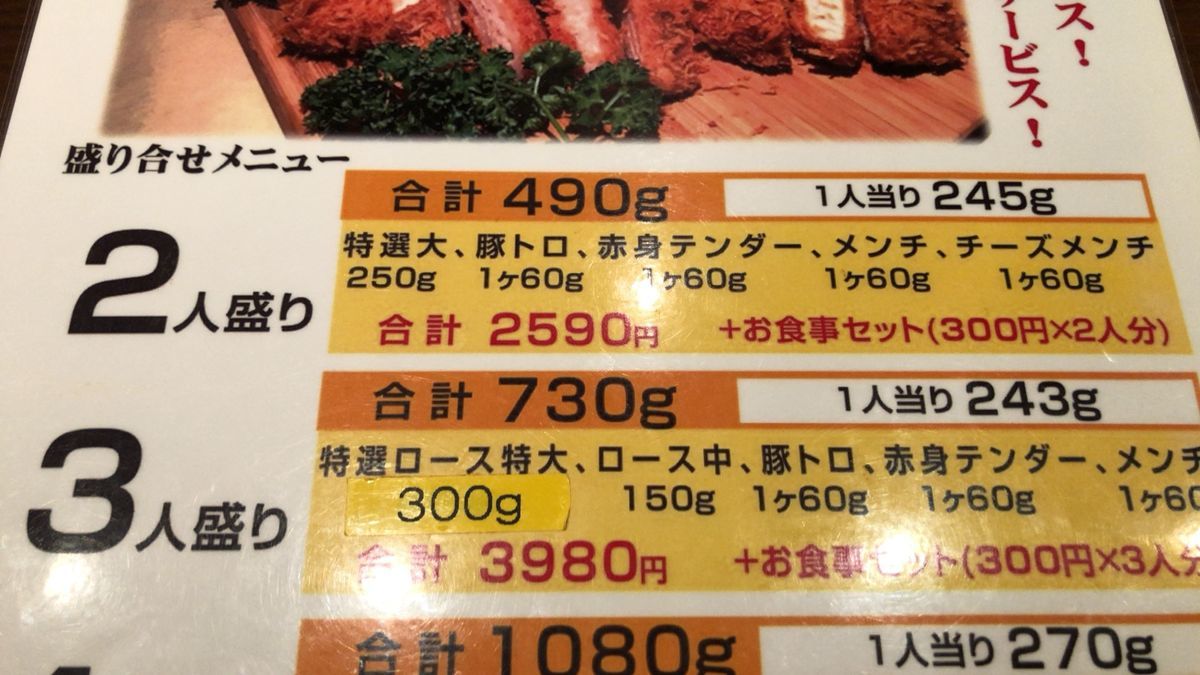 ス！
ービス！
盛り合せメニュー
合計 490g 1人当り 245g
2人盛り
特選大、豚トロ、赤身テンダー、メンチ、チーズメンチ
250g 1ヶ60g 1ヶ60g 1ヶ60g 1ヶ60g
合計 2590円 +お食事セット(300円×2人分)
合計 730g 1人当り 243g
3人盛り
特選ロース特大、ロース中、豚トロ、赤身テンダー、メンチ
300g 150g 1ヶ60g 1ヶ60g 1ヶ60
合計 3980円 +お食事セット(300円×3人分
合計 1080g 1人当り 270g